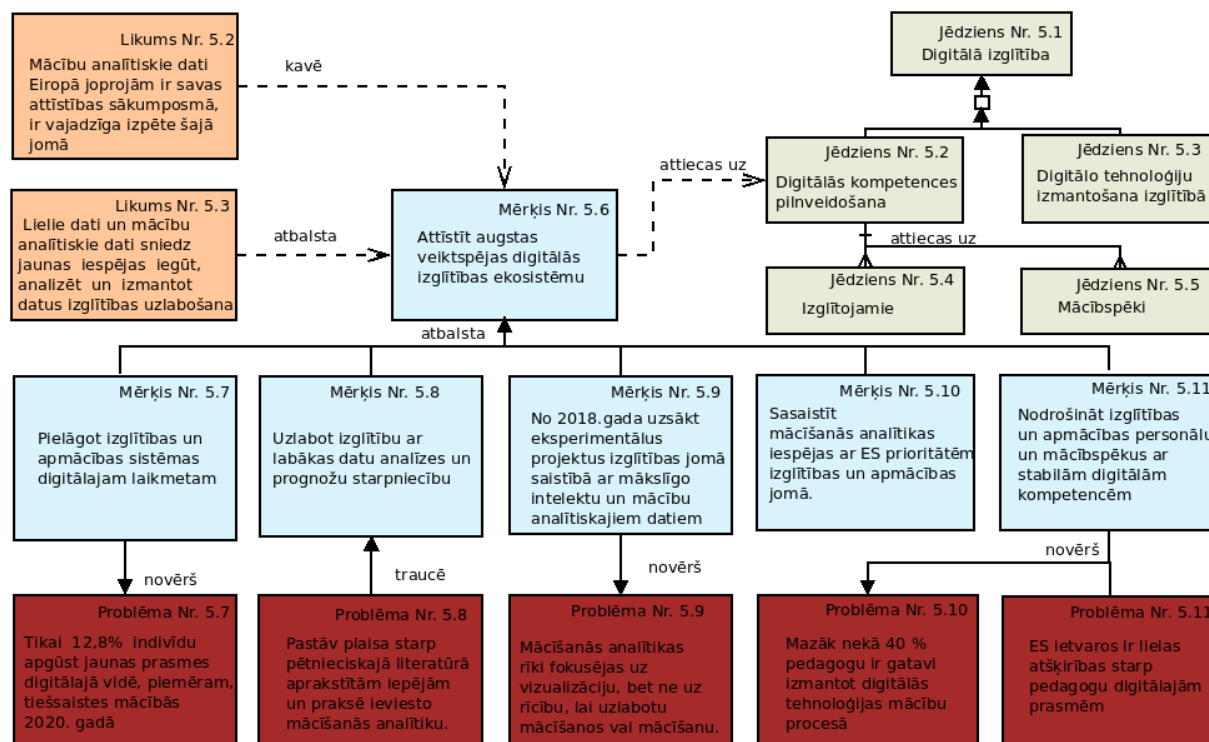 Likums Nr. 5.2
Mācību analītiskie dati
Eiropā joprojām ir savas
attīstības sākumposmā,
ir vajadzīga izpēte šajā
jomā
kavē
Jēdziens Nr. 5.1
Digitālā izglītība
Likums Nr. 5.3
Lielie dati un mācību
analītiskie dati sniedz
jaunas iespējas iegūt,
analizēt un izmantot
datus izglītības uzlabošana
atbalsta
Mērķis Nr. 5.6
Attīstīt augstas
veiktspējas digitālās
izglītības ekosistēmu
attiecas uz
Jēdziens Nr. 5.2
Digitālās kompetences
pilnveidošana
Jēdziens Nr. 5.3
Digitālo tehnoloģiju
izmantošana izglītībā
attiecas uz
Jēdziens Nr. 5.4
Izglītojamie
Jēdziens Nr. 5.5
Mācībspēki
atbalsta
Mērķis Nr. 5.7
Pielāgot izglītības un
apmācības sistēmas
digitālajam laikmetam
Mērķis Nr. 5.8
Uzlabot izglītību ar
labākas datu analīzes un
prognožu starpniecību
Mērķis Nr. 5.9
No 2018.gada uzsākt
eksperimentālus
projektus izglītības jomā
saistībā ar mākslīgo
intelektu un mācību
analītiskajiem datiem
Mērķis Nr. 5.10
Sasaistīt
mācīšanās analītikas
iespējas ar ES prioritātēm
izglītības un apmācības
jomā.
Mērķis Nr. 5.11
Nodrošināt izglītības
un apmācības personālu
un mācībspēkus ar
stabilām digitālām
kompetencēm
novērš
traucē
novērš
novērš
Problēma Nr. 5.7
Tikai 12,8% indivīdu
apgūst jaunas prasmes
digitālajā vidē, piemēram,
tiešsaistes mācībās
2020. gadā
Problēma Nr. 5.8
Pastāv plaisa starp
pētnieciskajā literatūrā
aprakstītām iepējām
un praksē ieviesto
mācīšanās analītiku.
Problēma Nr. 5.9
Mācīšanās analītikas
rīki fokusējas uz
vizualizāciju, bet ne uz
rīcību, lai uzlabotu
mācīšanos vai mācīšanu.
Problēma Nr. 5.10
Mazāk nekā 40 %
pedagogu ir gatavi
izmantot digitālās
tehnoloģijas mācību
procesā
Problēma Nr. 5.11
ES ietvaros ir lielas
atšķirības starp
pedagogu digitālajām
prasmēm